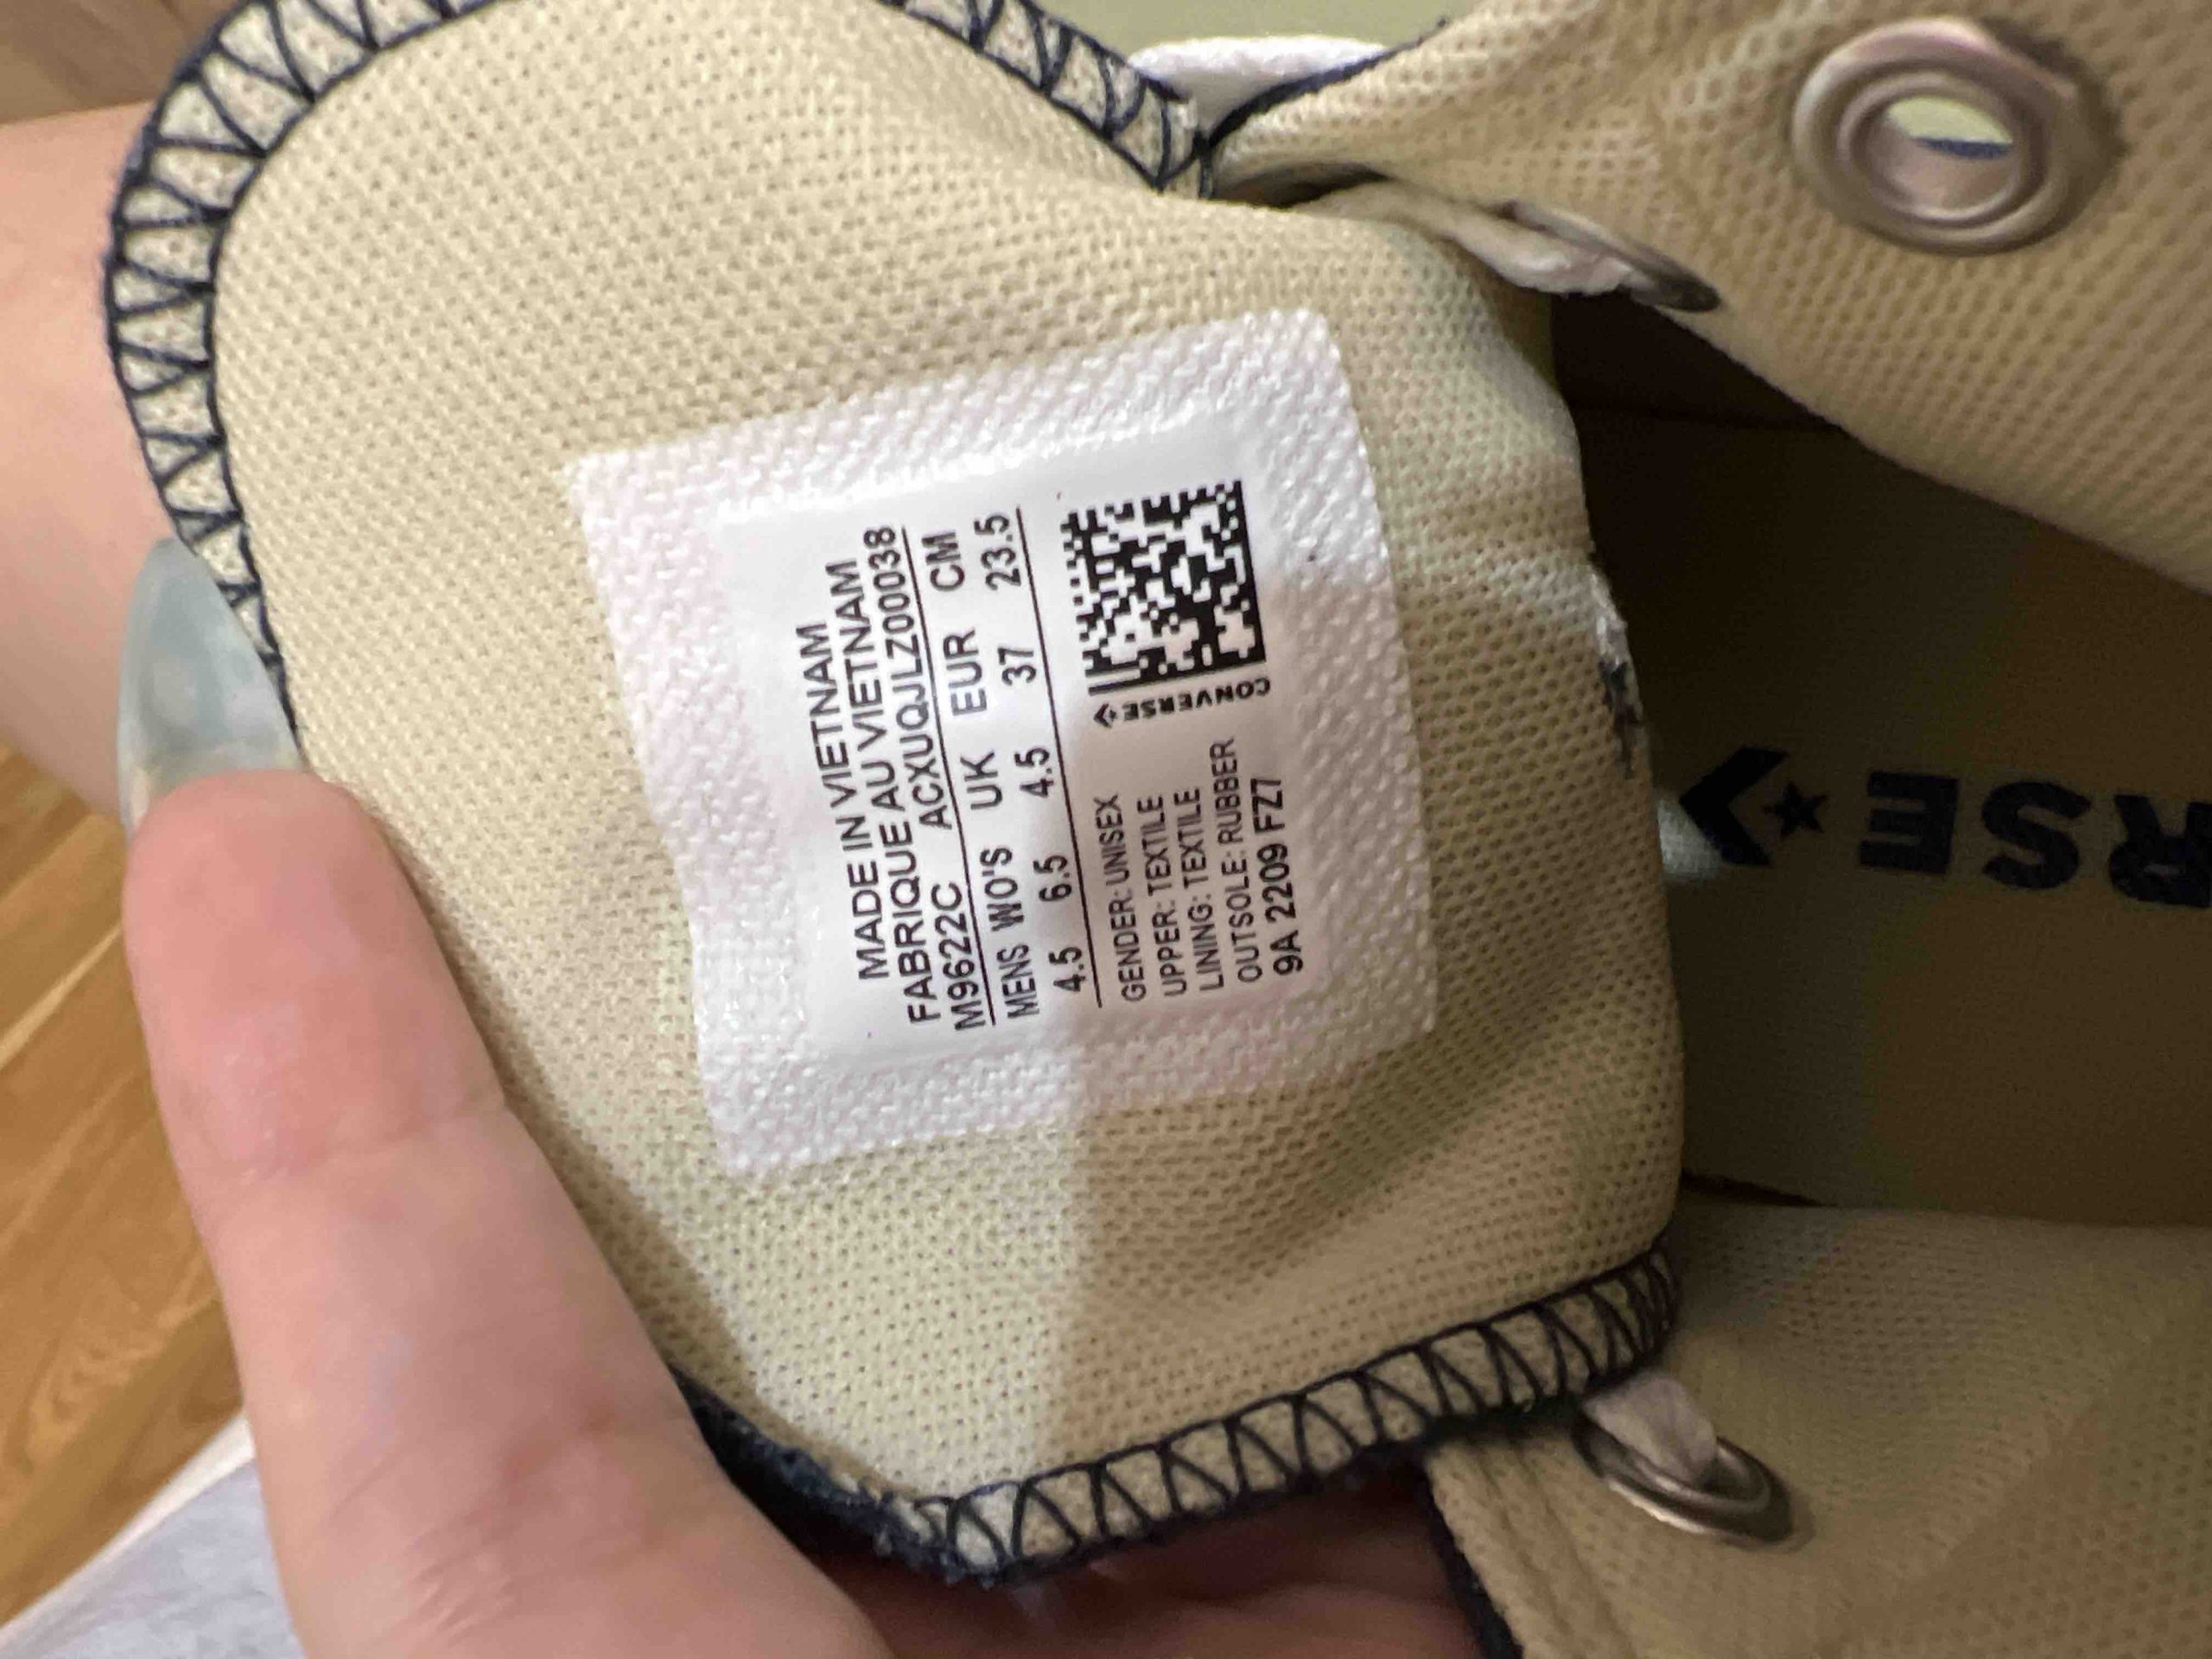 MADE IN VIETNAM
FABRIQUE AU VIETNAM
M9622C ACXUQJLZ000038
MENS WO'S UK EUR CM
4.5 6.5 4.5 37 23.5
GENDER: UNISEX
UPPER: TEXTILE
LINING: TEXTILE
OUTSOLE: RUBBER
9A 2209 FZ7
CONVERSE
RSE